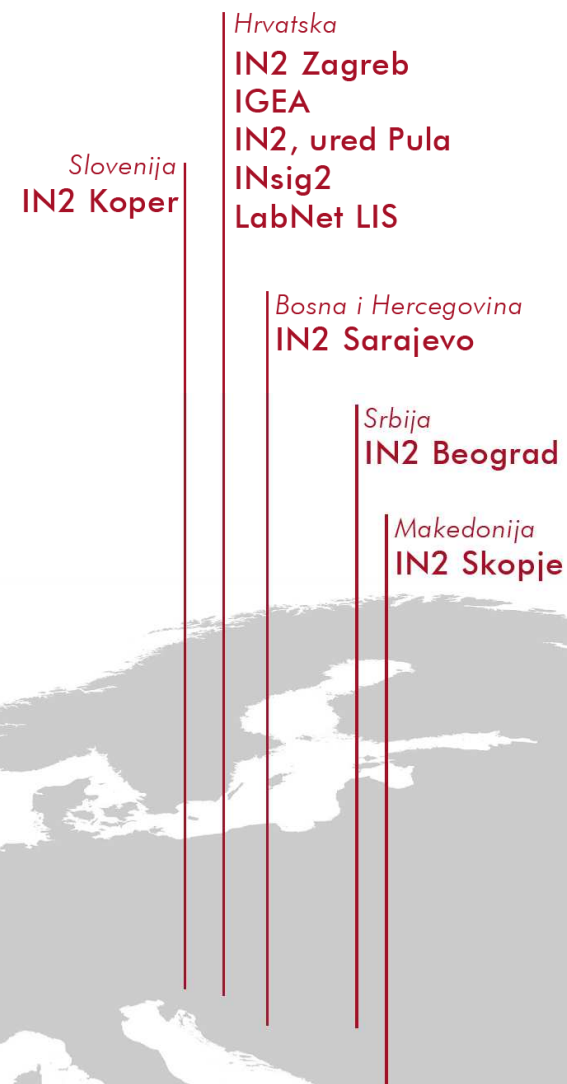 Hrvatska
IN2 Zagreb
IGEA
IN2, ured Pula
INsig2
LabNet LIS
Slovenija
IN2 Koper
Bosna i Hercegovina
IN2 Sarajevo
Srbija
IN2 Beograd
Makedonija
IN2 Skopje